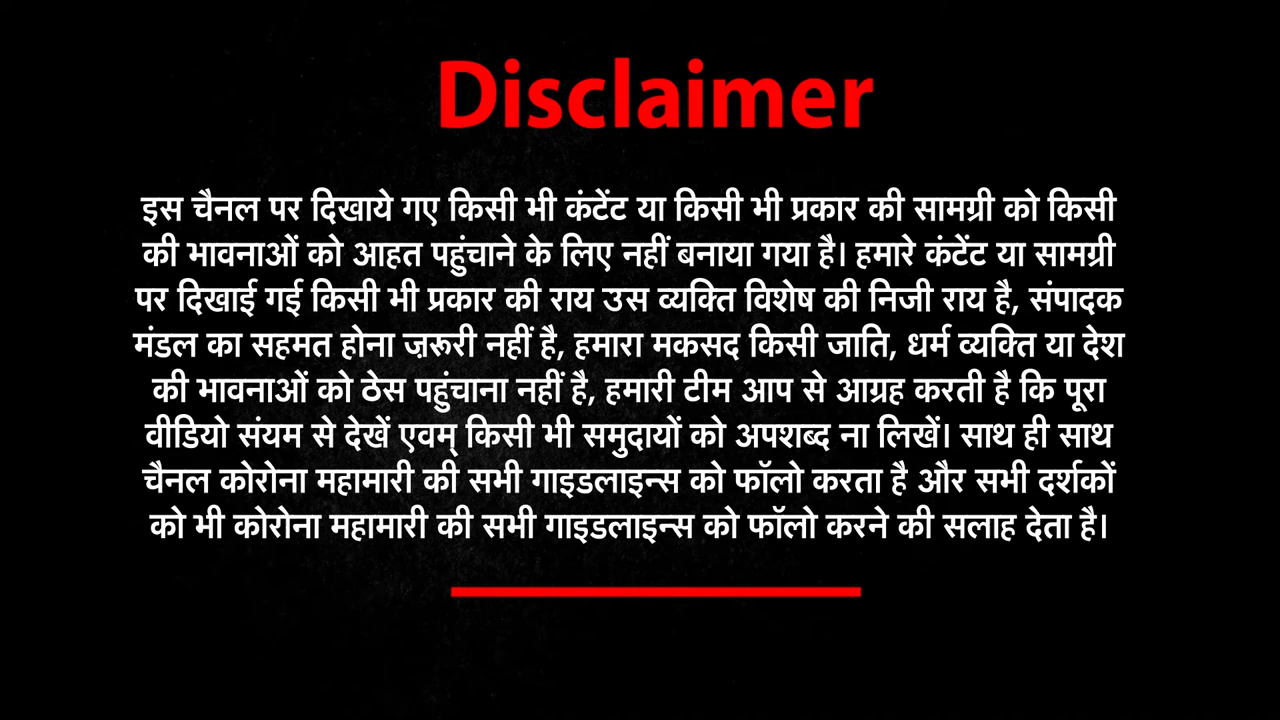 Disclaimer
इस चैनल पर दिखाये गए किसी भी कंटेंट या किसी भी प्रकार की सामग्री को किसी
की भावनाओं को आहत पहुंचाने के लिए नहीं बनाया गया है। हमारे कंटेंट या सामग्री
पर दिखाई गई किसी भी प्रकार की राय उस व्यक्ति विशेष की निजी राय है, संपादक
मंडल का सहमत होना ज़रूरी नहीं है, हमारा मकसद किसी जाति, धर्म व्यक्ति या देश
की भावनाओं को ठेस पहुंचाना नहीं है, हमारी टीम आप से आग्रह करती है कि पूरा
वीडियो संयम से देखें एवम् किसी भी समुदायों को अपशब्द ना लिखें। साथ ही साथ
चैनल कोरोना महामारी की सभी गाइडलाइन्स को फॉलो करता है और सभी दर्शकों
को भी कोरोना महामारी की सभी गाइडलाइन्स को फॉलो करने की सलाह देता है।